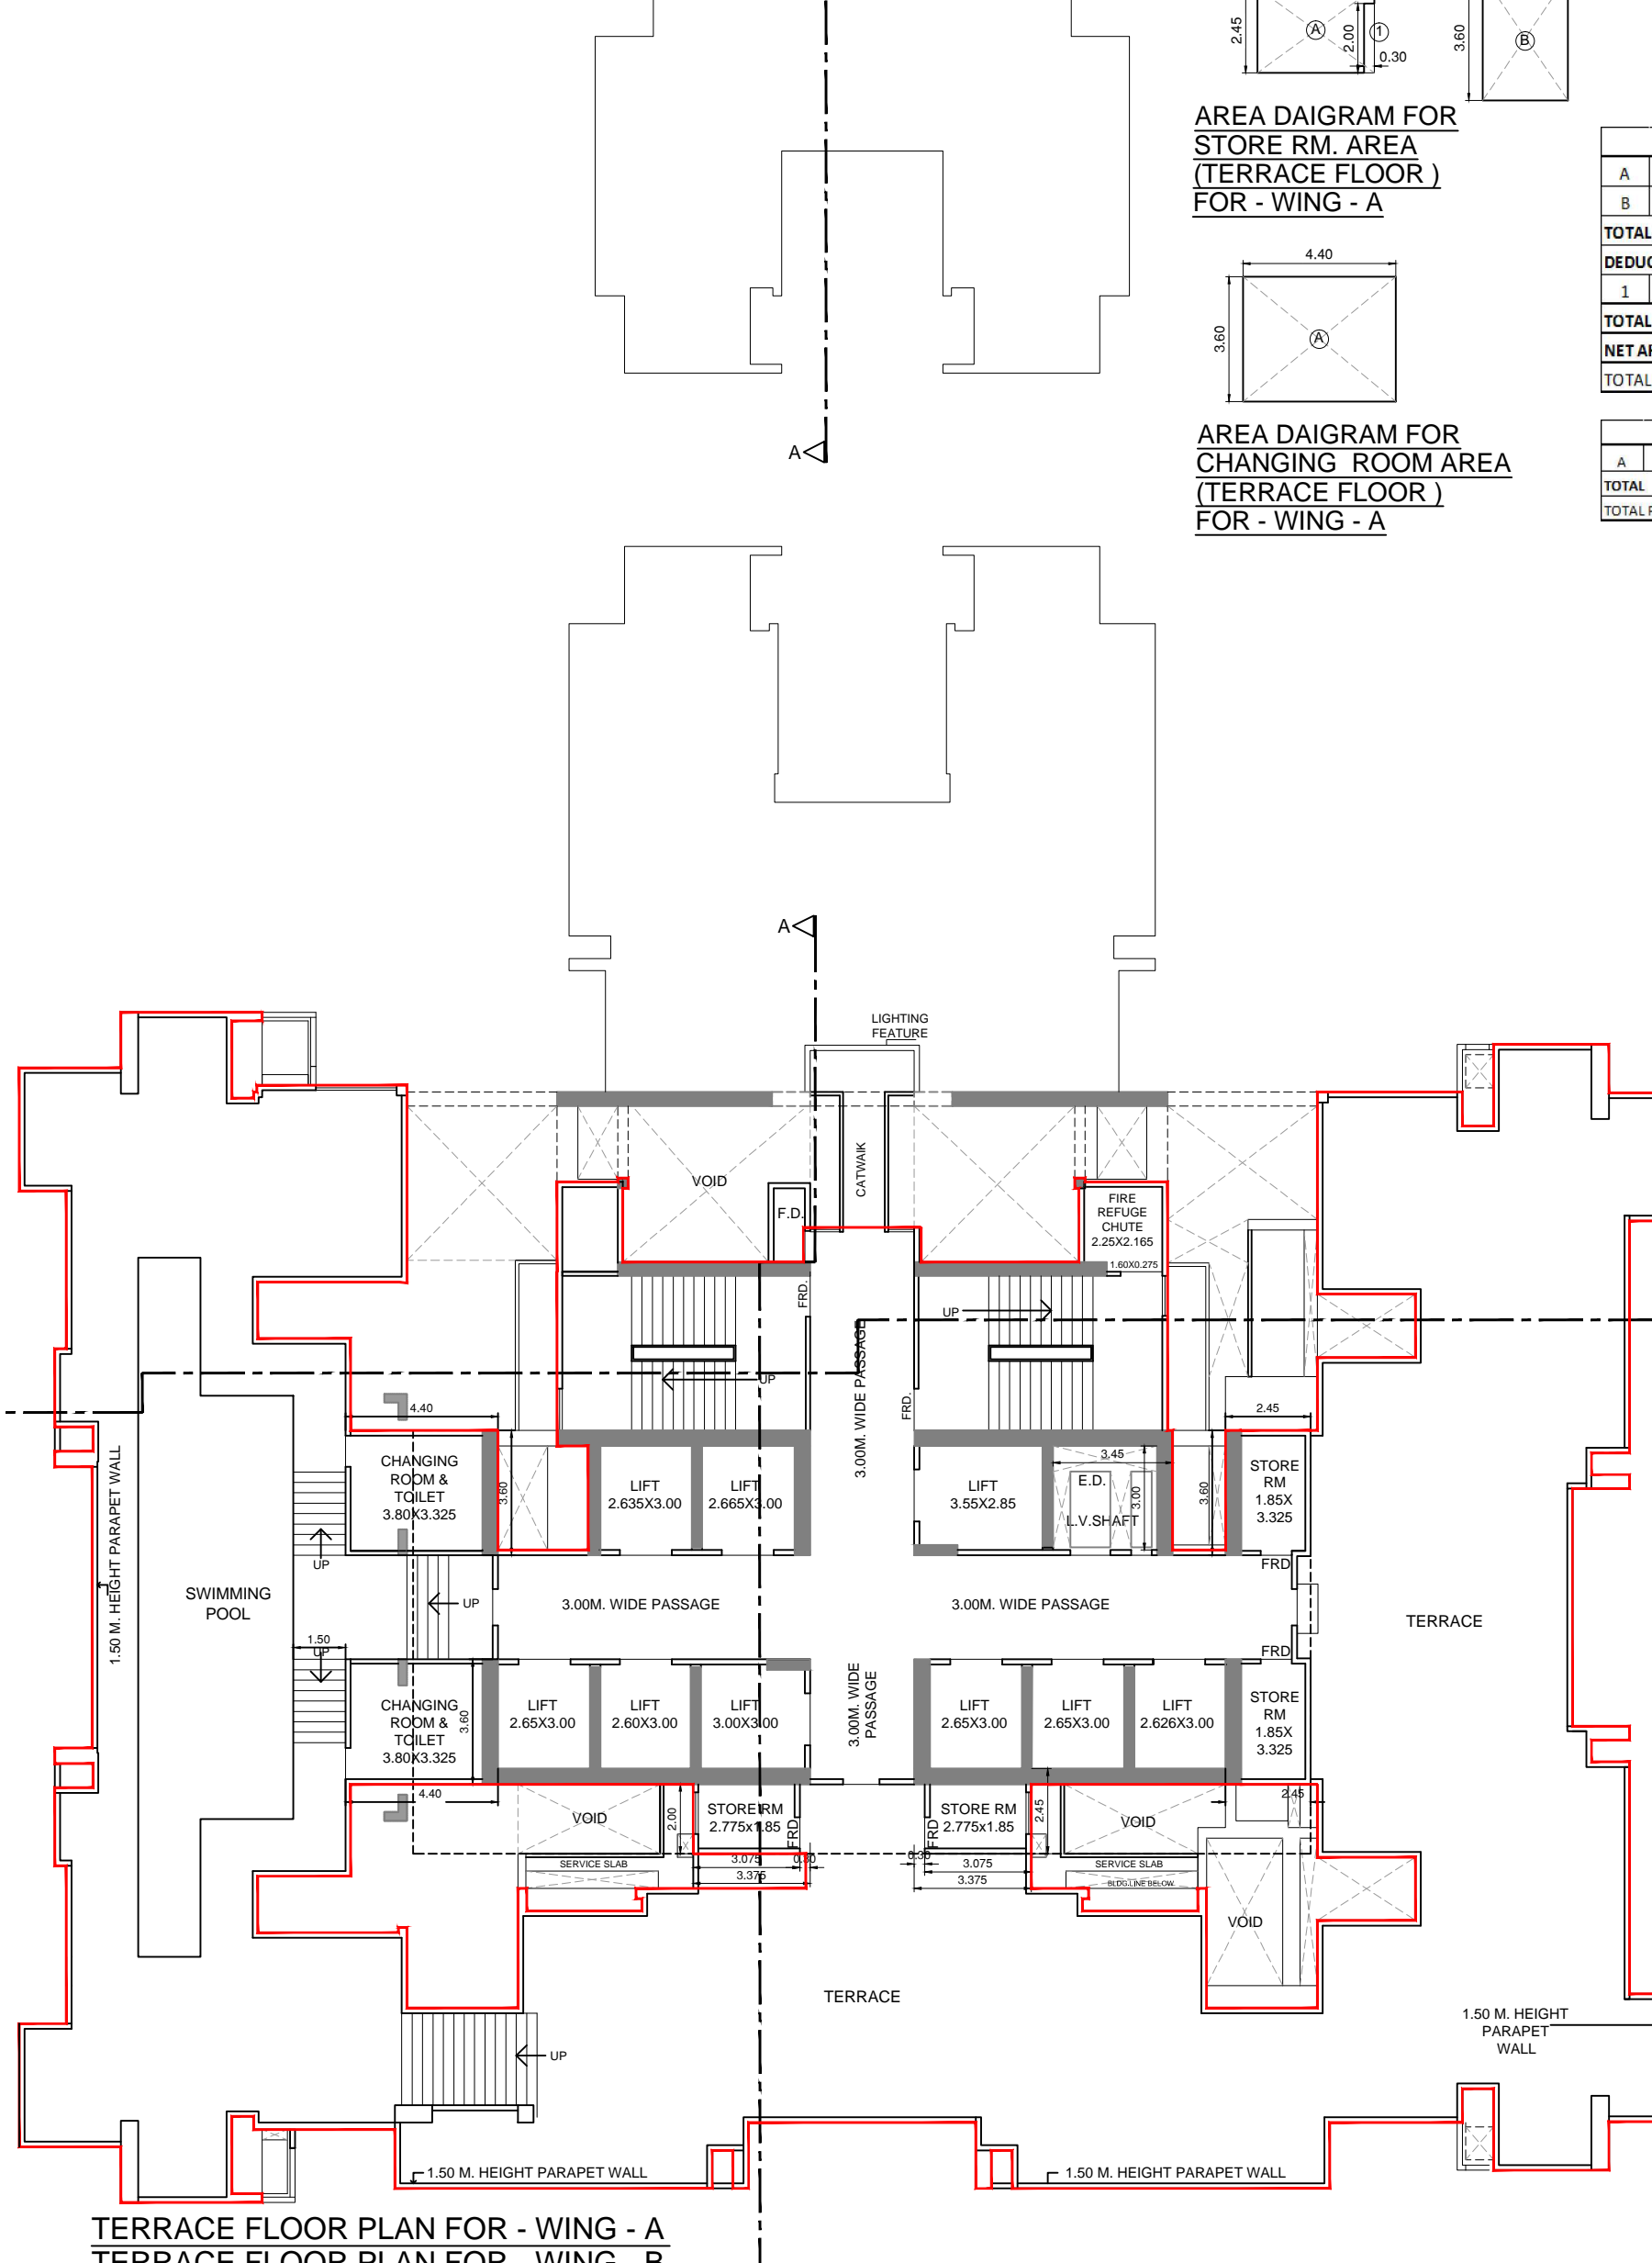 2.45
A
2.00
1
0.30
3.60
B
AREA DAIGRAM FOR
STORE RM. AREA
(TERRACE FLOOR )
FOR - WING - A
A
B
TOTAL
1
TOTAL
TOTAL
4.40
3.60
A
AREA DAIGRAM FOR
CHANGING ROOM AREA
(TERRACE FLOOR )
FOR - WING - A
A
TOTAL
TOTAL
A
A
LIGHTING
FEATURE
VOID
F.D.
CATWAIK
FIRE
REFUGE
CHUTE
2.25X2.165
1.60X0.275
FRD.
UP
3.00M. WIDE PASSAGE
UP
FRD.
4.40
2.45
1.50 M. HEIGHT PARAPET WALL
CHANGING
ROOM &
TOILET
3.80X3.325
3.60
LIFT
2.635X3.00
LIFT
2.665X3.00
LIFT
3.55X2.85
3.45
E.D.
3.00
L.V.SHAFT
3.60
STORE
RM
1.85X
3.325
UP
FRD
SWIMMING
POOL
UP
3.00M. WIDE PASSAGE
3.00M. WIDE PASSAGE
TERRACE
1.50
UP
FRD
CHANGING
ROOM &
TOILET
3.80X3.325
3.60
LIFT
2.65X3.00
LIFT
2.60X3.00
LIFT
3.00X3.00
3.00M. WIDE
PASSAGE
LIFT
2.65X3.00
LIFT
2.65X3.00
LIFT
2.626X3.00
STORE
RM
1.85X
3.325
4.40
VOID
2.00
STORE RM
2.775x1.85
FRD
STORE RM
2.775x1.85
FRD
2.45
VOID
2.45
SERVICE SLAB
3.075
0.30
3.375
0.30
3.075
3.375
SERVICE SLAB
BLDG.LINE BELOW
VOID
TERRACE
1.50 M. HEIGHT
PARAPET
WALL
UP
1.50 M. HEIGHT PARAPET WALL
1.50 M. HEIGHT PARAPET WALL
TERRACE FLOOR PLAN FOR - WING - A
TERRACE FLOOR PLAN FOR - WING - B